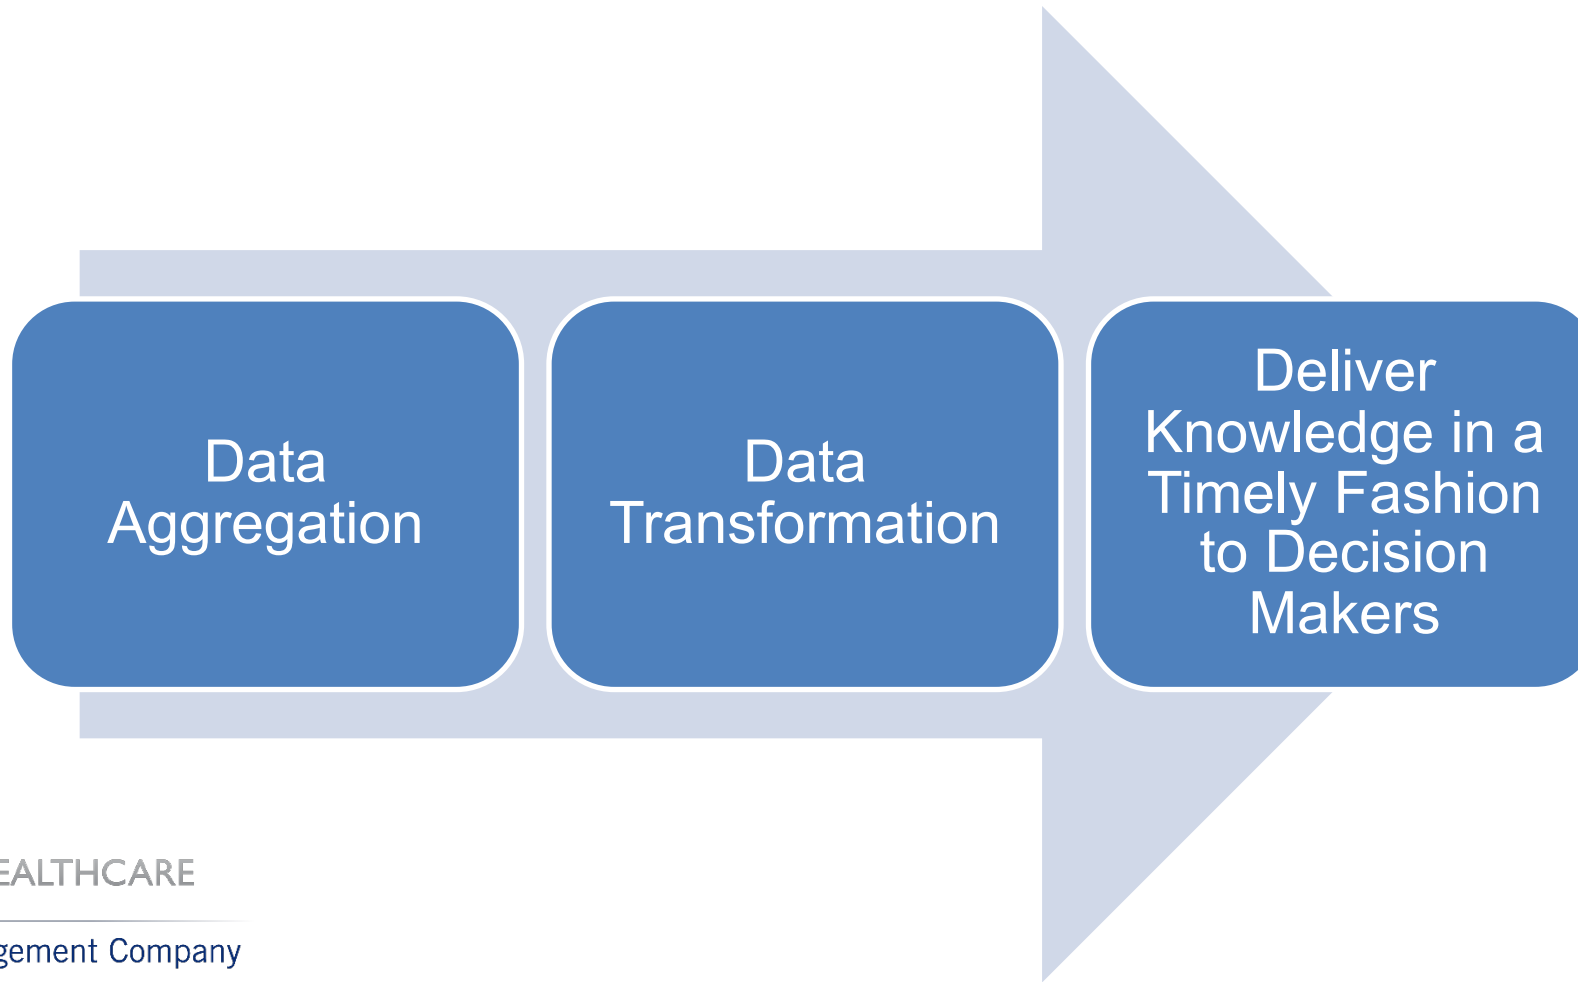 Data
Aggregation
Data
Transformation
Deliver
Knowledge in a
Timely Fashion
to Decision
Makers
EALTHCARE
gement Company